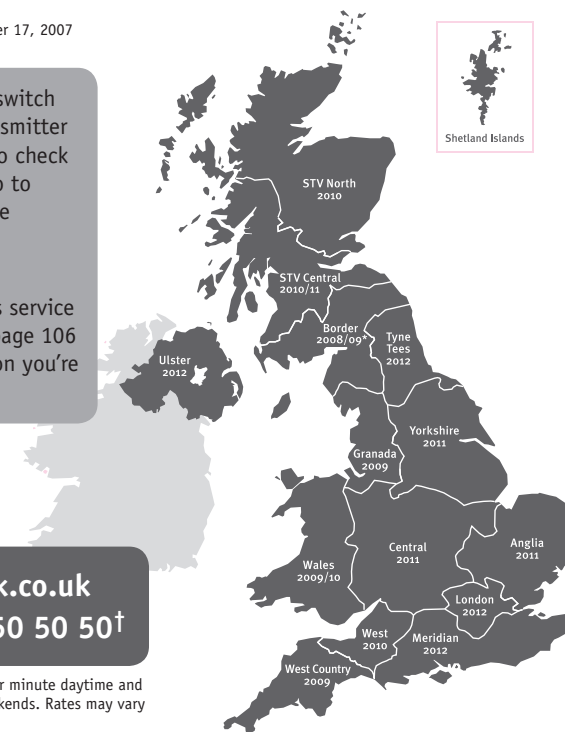 er 17, 2007
switch
smitter
o check
o to
e
s service
page 106
on you're
k.co.uk
50 50 50†
r minute daytime and
kends. Rates may vary
Shetland Islands
STV North
2010
STV Central
2010/11
Border
2008/09*
Tyne
Tees
2012
Ulster
2012
Yorkshire
2011
Granada
2009
Wales
2009/10
Central
2011
Anglia
2011
London
2012
West
2010
Meridian
2012
West Country
2009